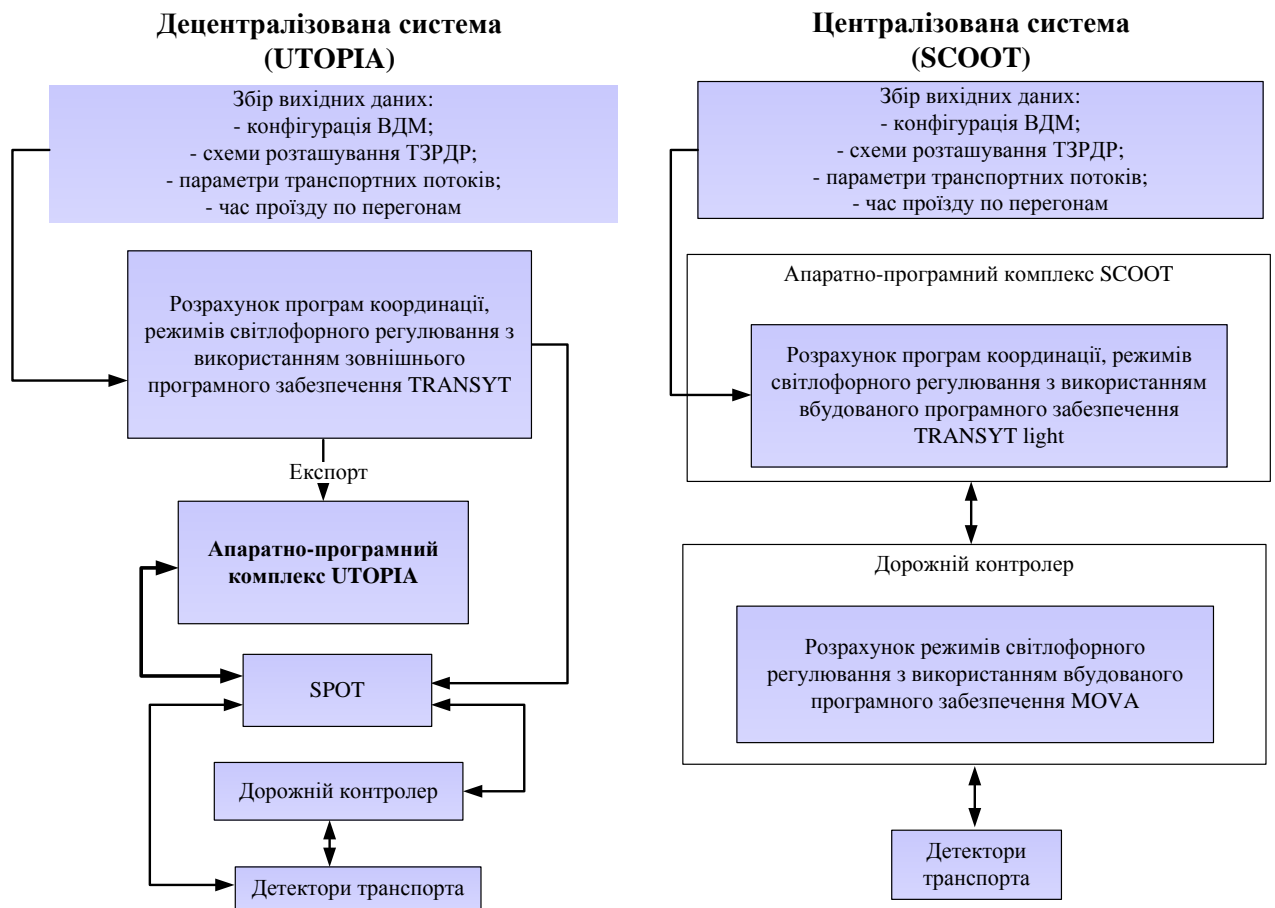 Децентралізована система
(UTOPIA)
Збір вихідних даних:
- конфігурація ВДМ;
- схеми розташування ТЗРДР;
- параметри транспортних потоків;
- час проїзду по перегонам
Розрахунок програм координації,
режимів світлофорного регулювання з
використанням зовнішнього
програмного забезпечення TRANSYT
Експорт
Апаратно-програмний
комплекс UTOPIA
SPOT
Дорожній контролер
Детектори транспорта
Централізована система
(SCOOT)
Збір вихідних даних:
- конфігурація ВДМ;
- схеми розташування ТЗРДР;
- параметри транспортних потоків;
- час проїзду по перегонам
Апаратно-програмний комплекс SCOOT
Розрахунок програм координації, режимів
світлофорного регулювання з використанням
вбудованого програмного забезпечення
TRANSYT light
Дорожній контролер
Розрахунок режимів світлофорного
регулювання з використанням вбудованого
програмного забезпечення MOVA
Детектори
транспорта